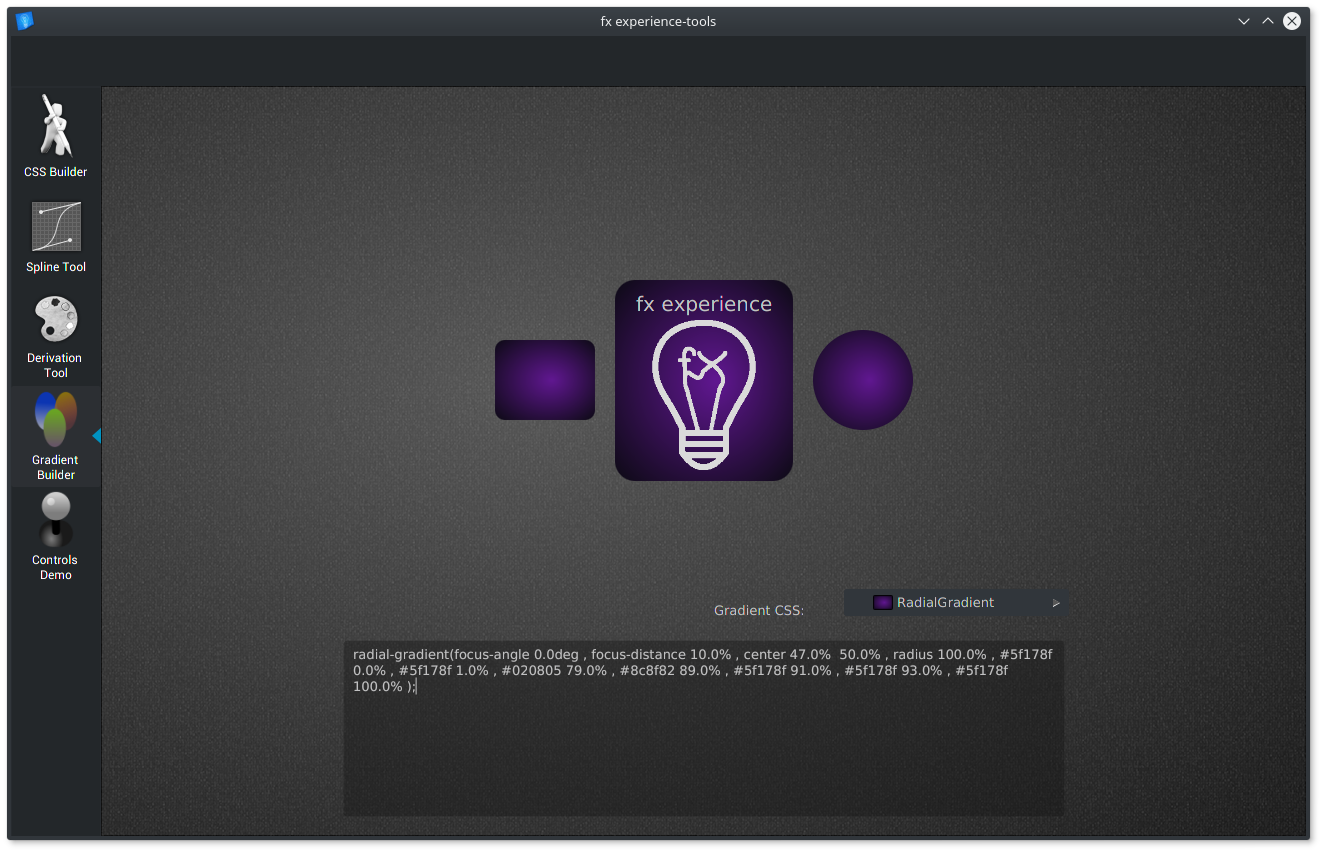 fx experience-tools
CSS Builder
Spline Tool
Derivation
Tool
Gradient
Builder
Controls
Demo
fx experience
fx
Gradient CSS:
RadialGradient
radial-gradient(focus-angle 0.0deg , focus-distance 10.0% , center 47.0%  50.0% , radius 100.0% , #5f178f
0.0% , #5f178f 1.0% , #020805 79.0% , #8c8f82 89.0% , #5f178f 91.0% , #5f178f 93.0% , #5f178f
100.0% );